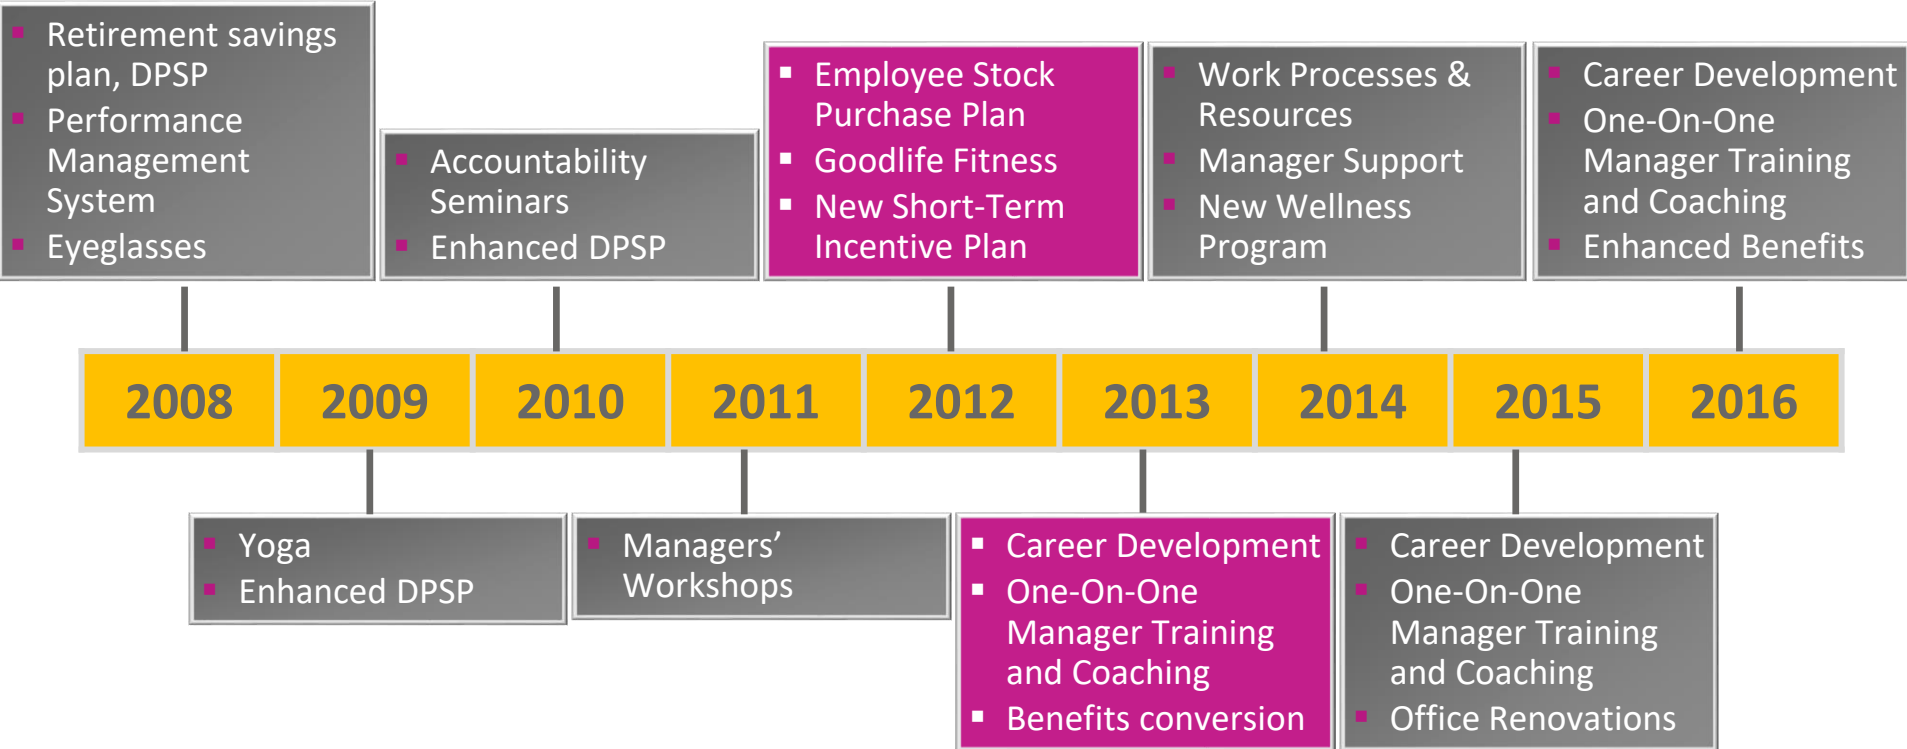 Retirement savings
plan, DPSP
Performance
Management
System
Eyeglasses
Accountability
Seminars
Enhanced DPSP
Employee Stock
Purchase Plan
Goodlife Fitness
New Short-Term
Incentive Plan
Work Processes &
Resources
Manager Support
New Wellness
Program
Career Development
One-On-One
Manager Training
and Coaching
Enhanced Benefits
2008
2009
2010
2011
2012
2013
2014
2015
2016
Yoga
Enhanced DPSP
Managers’
Workshops
Career Development
One-On-One
Manager Training
and Coaching
Benefits conversion
Career Development
One-On-One
Manager Training
and Coaching
Office Renovations